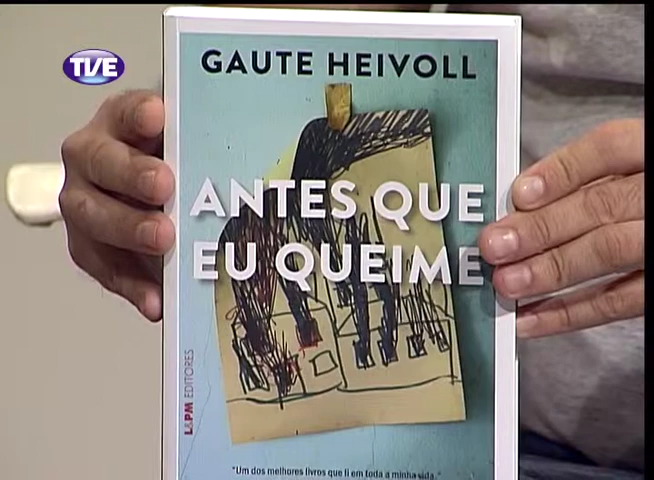 TVE
GAUTE HEIVOLL
ANTES QUE
EU QUEIME
L&PM EDITORES
"Um dos melhores livros que li em toda a minha vida."